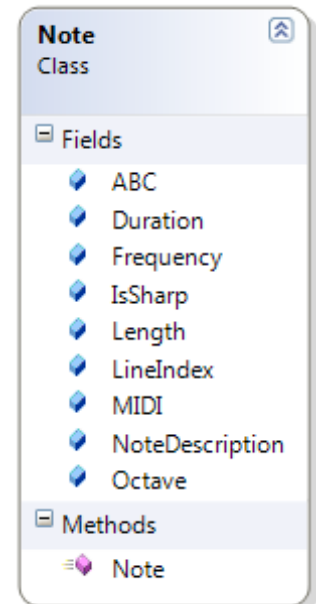 Note
Class
Fields
ABC
Duration
Frequency
IsSharp
Length
LineIndex
MIDI
NoteDescription
Octave
Methods
Note